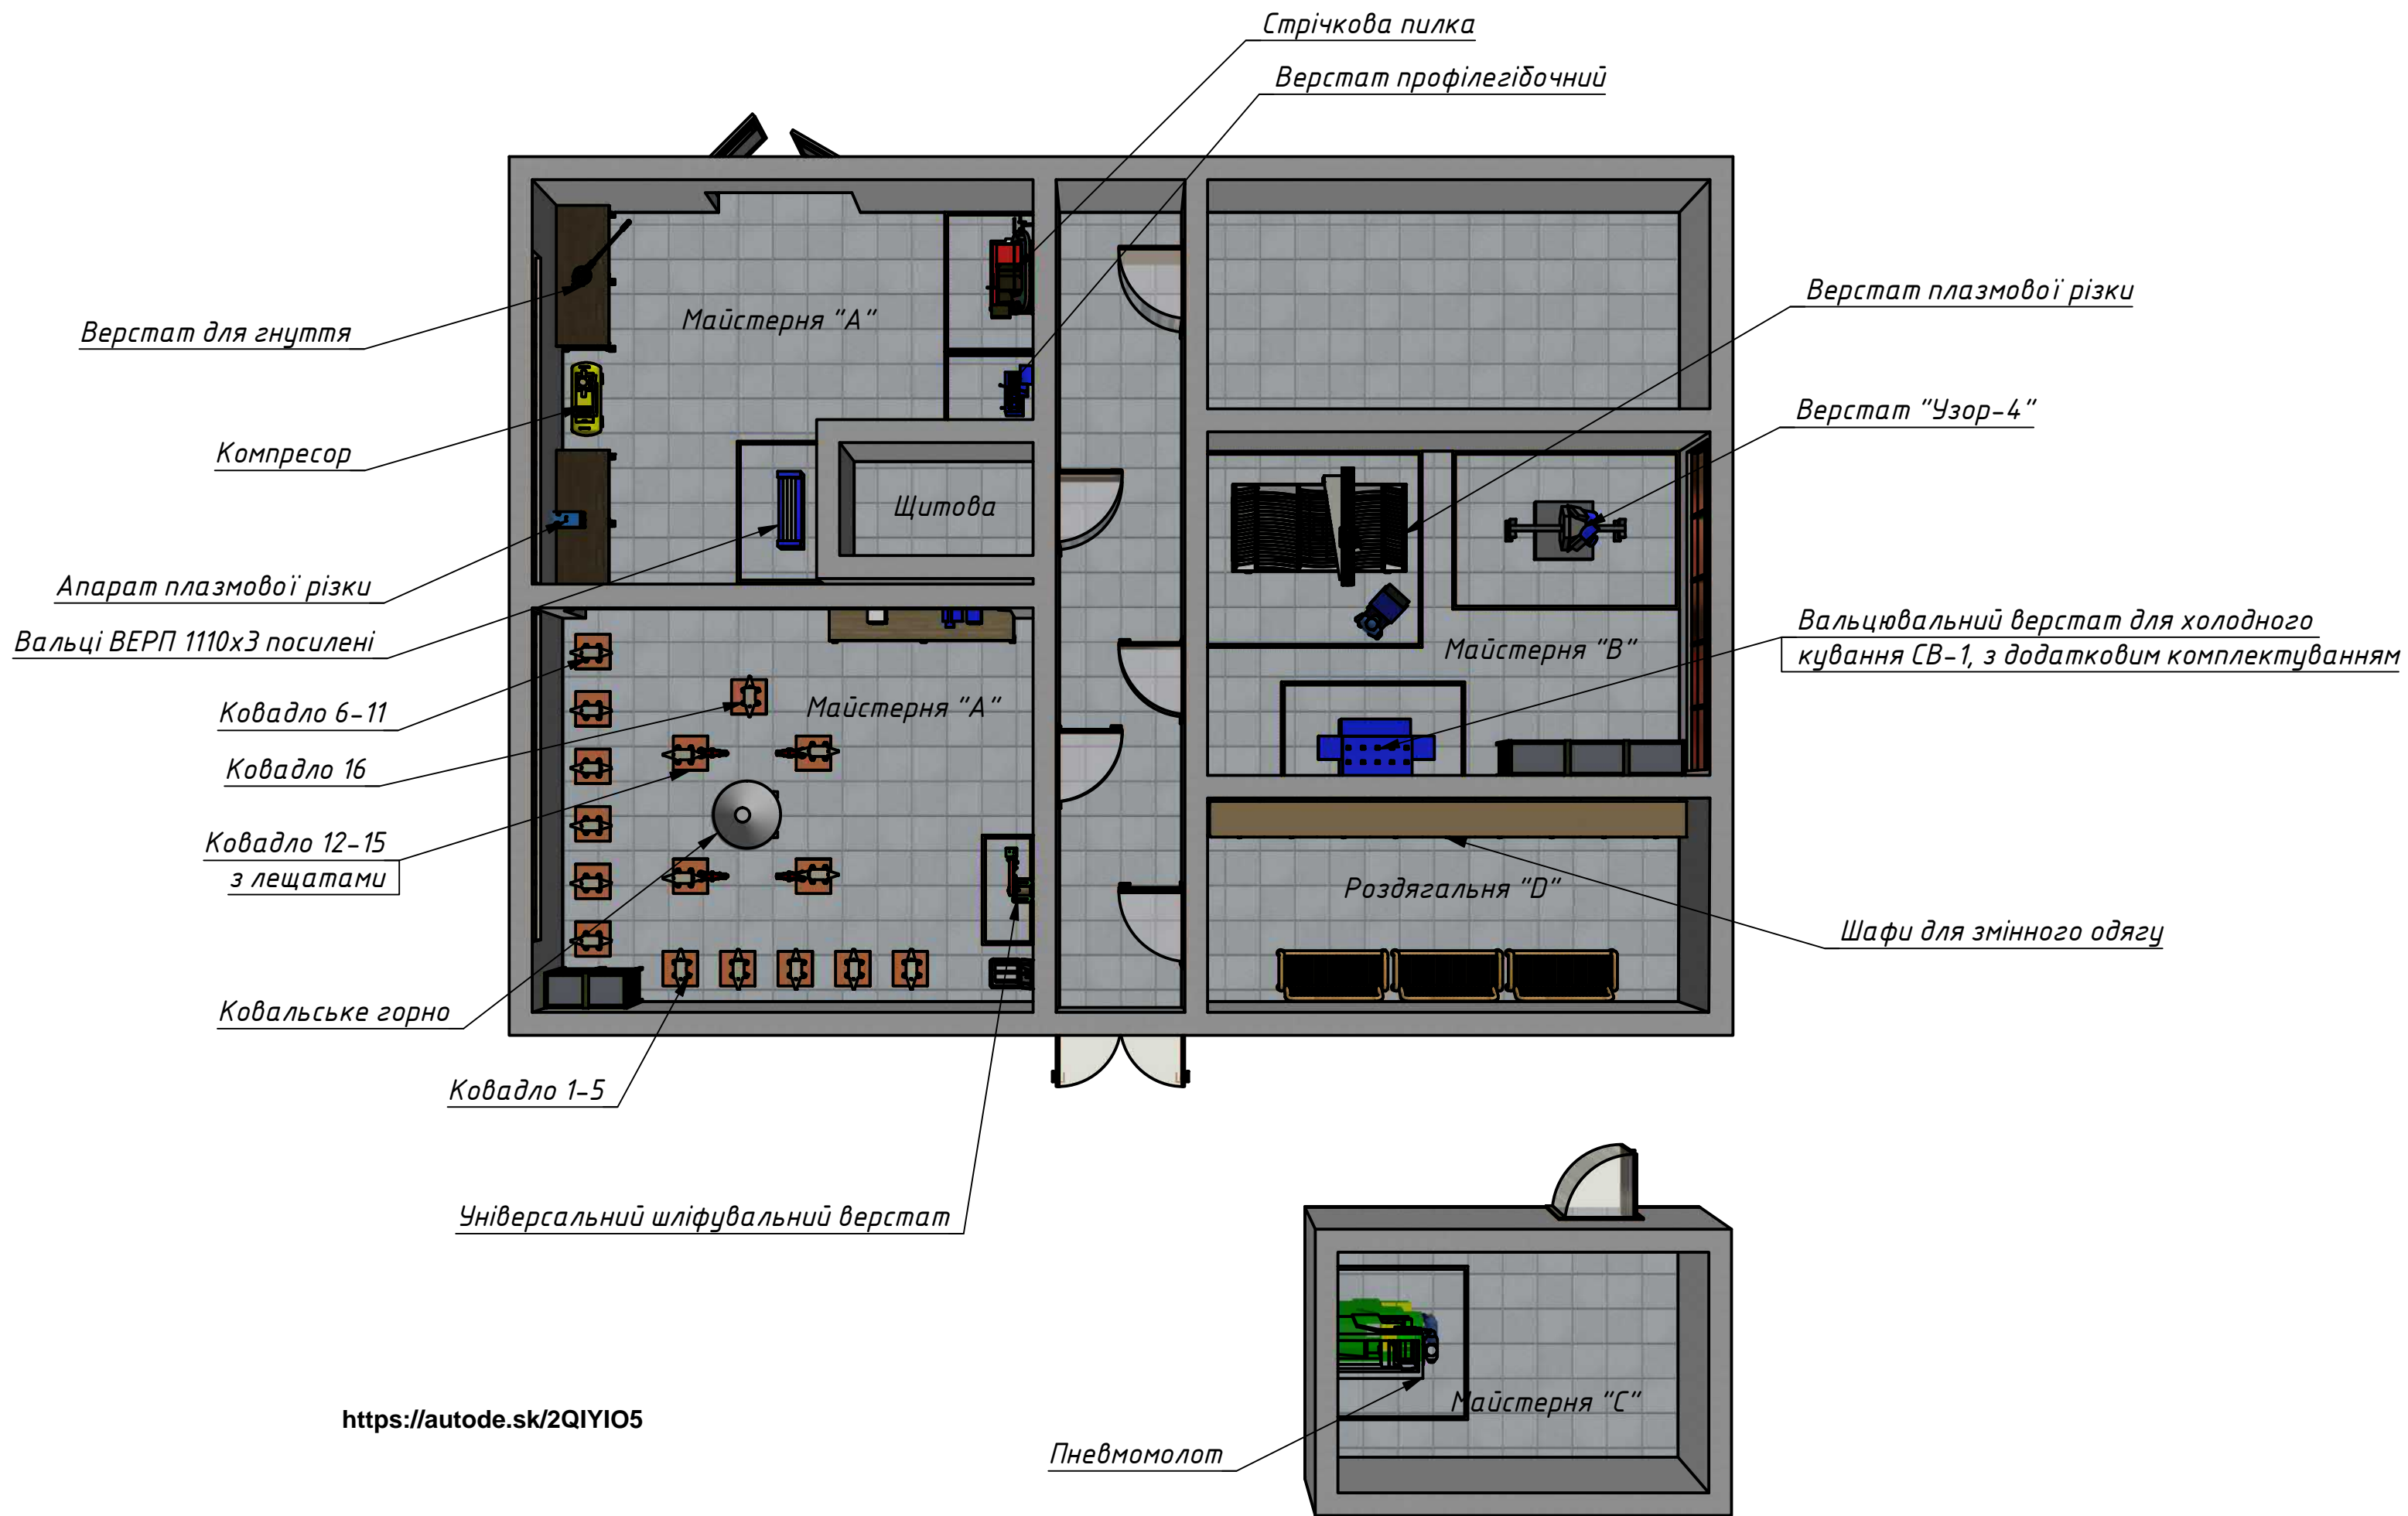 Стрічкова пилка
Верстат профілегібочний
Верстат плазмової різки
Майстерня "А"
Верстат для гнуття
Верстат "Узор-4"
Компресор
Щитова
Апарат плазмової різки
Вальці ВЕРП 1110х3 посилені
Вальцювальний верстат для холодного
кування СВ-1, з додатковим комплектуванням
Майстерня "В"
Ковадло 6-11
Майстерня "А"
Ковадло 16
Ковадло 12-15
з лещатами
Роздягальня "D"
Шафи для змінного одягу
Ковальське горно
Ковадло 1-5
Універсальний шліфувальний верстат
Майстерня "С"
https://autode.sk/2QIYIO5
Пневмомолот